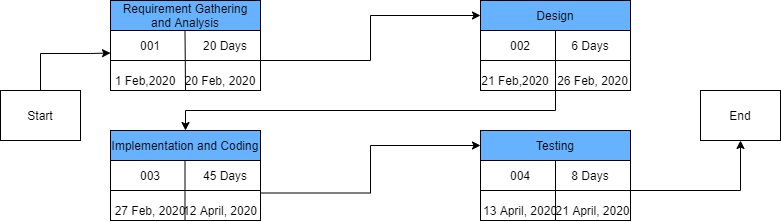 Requirement Gathering
and Analysis
001
20 Days
1 Feb,2020
20 Feb, 2020
Design
002
6 Days
21 Feb,2020
26 Feb, 2020
Start
End
Implementation and Coding
003
45 Days
27 Feb, 2020
12 April, 2020
Testing
004
8 Days
13 April, 2020
21 April, 2020